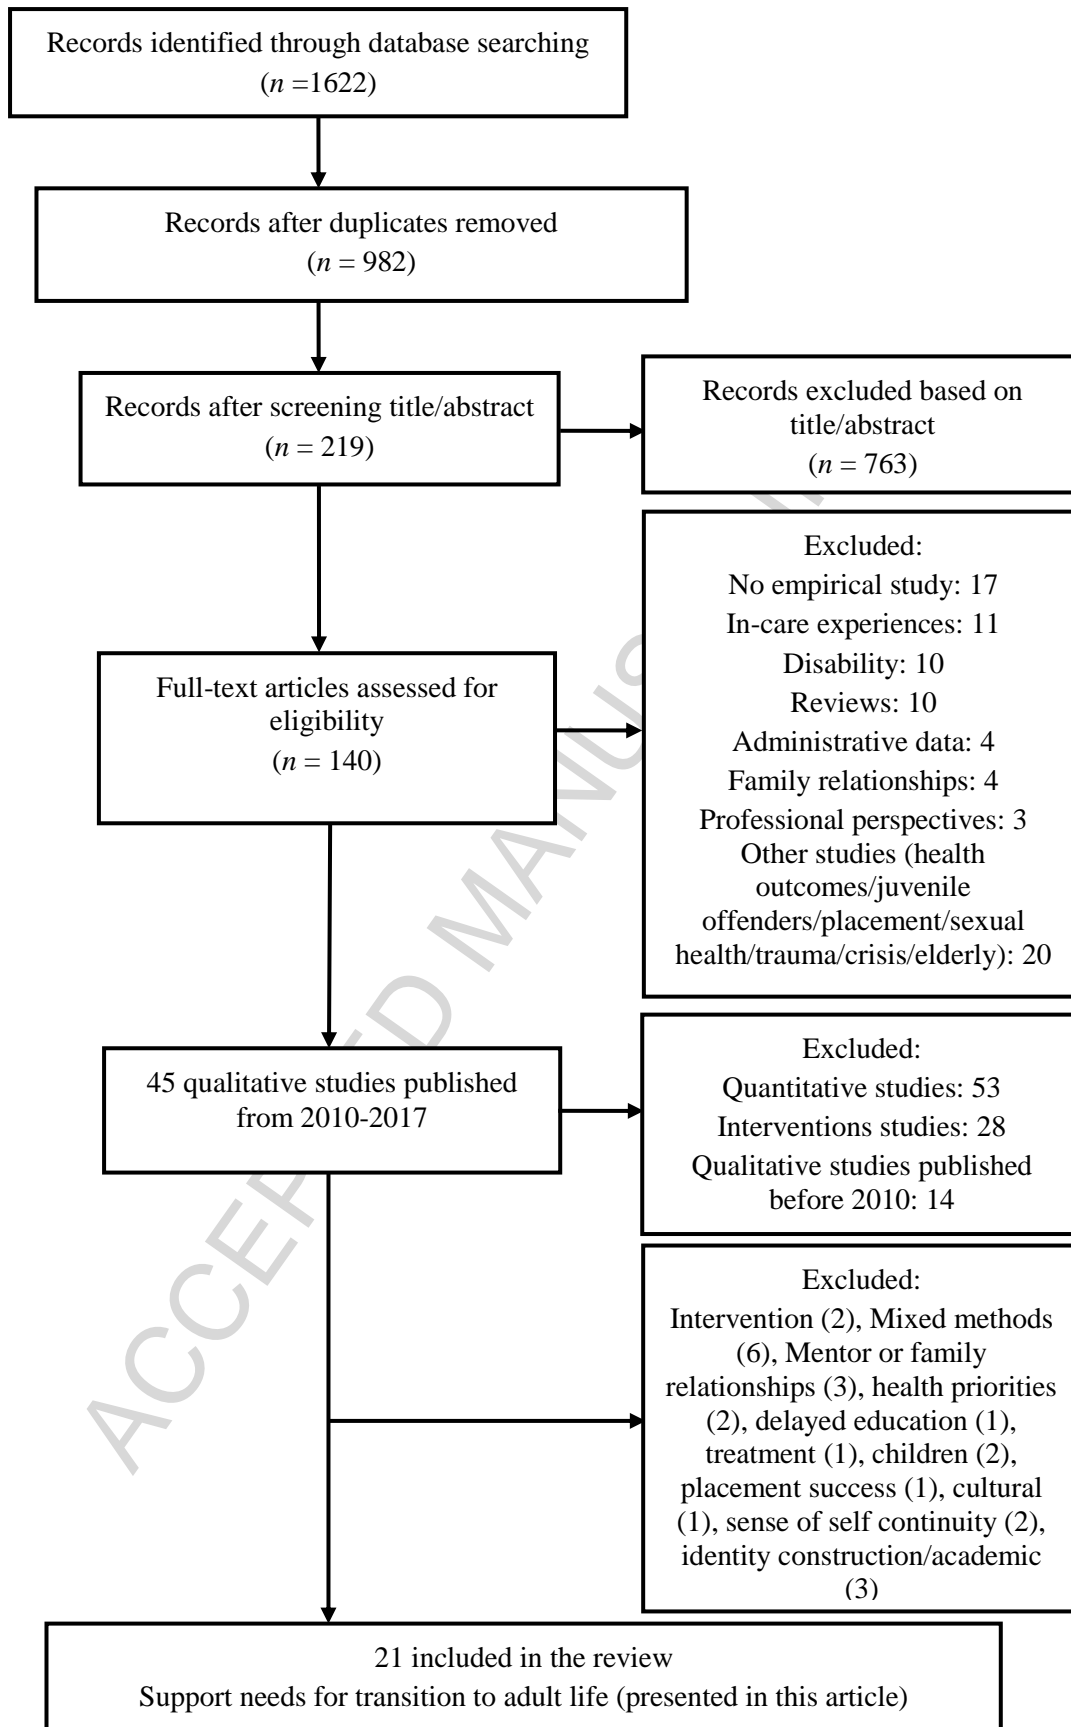 Records identified through database searching
(n =1622)
Records after duplicates removed
(n = 982)
Records after screening title/abstract
(n = 219)
Records excluded based on
title/abstract
(n = 763)
Full-text articles assessed for
eligibility
(n = 140)
Excluded:
No empirical study: 17
In-care experiences: 11
Disability: 10
Reviews: 10
Administrative data: 4
Family relationships: 4
Professional perspectives: 3
Other studies (health
outcomes/juvenile
offenders/placement/sexual
health/trauma/crisis/elderly): 20
45 qualitative studies published
from 2010-2017
Excluded:
Quantitative studies: 53
Interventions studies: 28
Qualitative studies published
before 2010: 14
Excluded:
Intervention (2), Mixed methods
(6), Mentor or family
relationships (3), health priorities
(2), delayed education (1),
treatment (1), children (2),
placement success (1), cultural
(1), sense of self continuity (2),
identity construction/academic
(3)
21 included in the review
Support needs for transition to adult life (presented in this article)